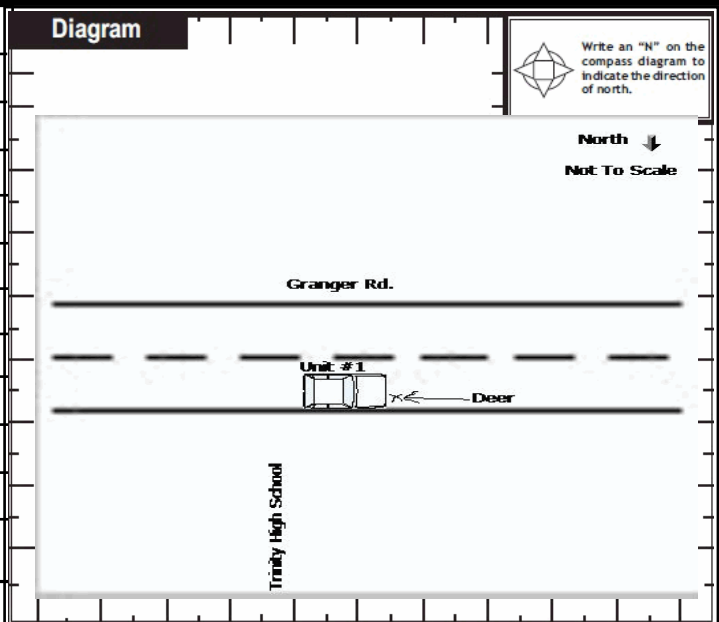 Diagram
Write an “N” on the
compass diagram to
indicate the direction
of north.
North
Not To Scale
Granger Rd.
Unit #1
Deer
Trinity High School